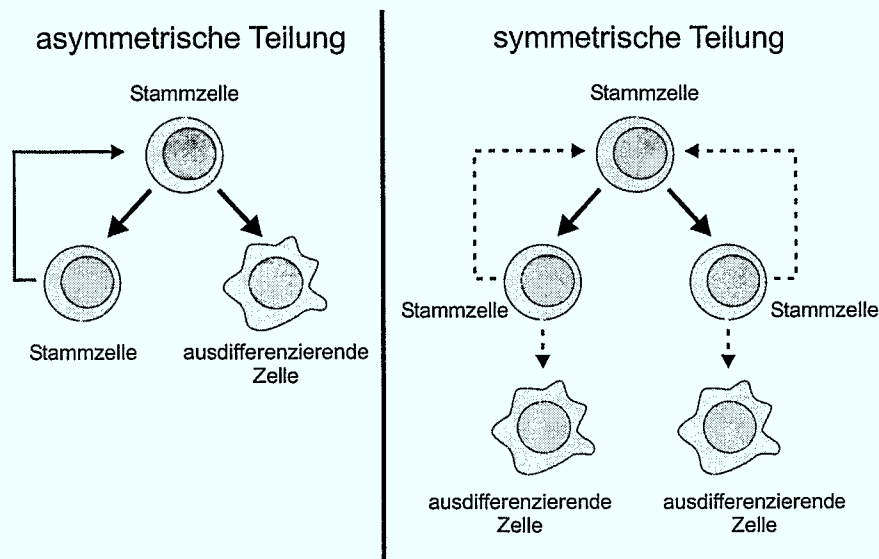 asymmetrische Teilung
Stammzelle
Stammzelle
ausdifferenzierende
Zelle
symmetrische Teilung
Stammzelle
Stammzelle
Stammzelle
ausdifferenzierende
Zelle
ausdifferenzierende
Zelle